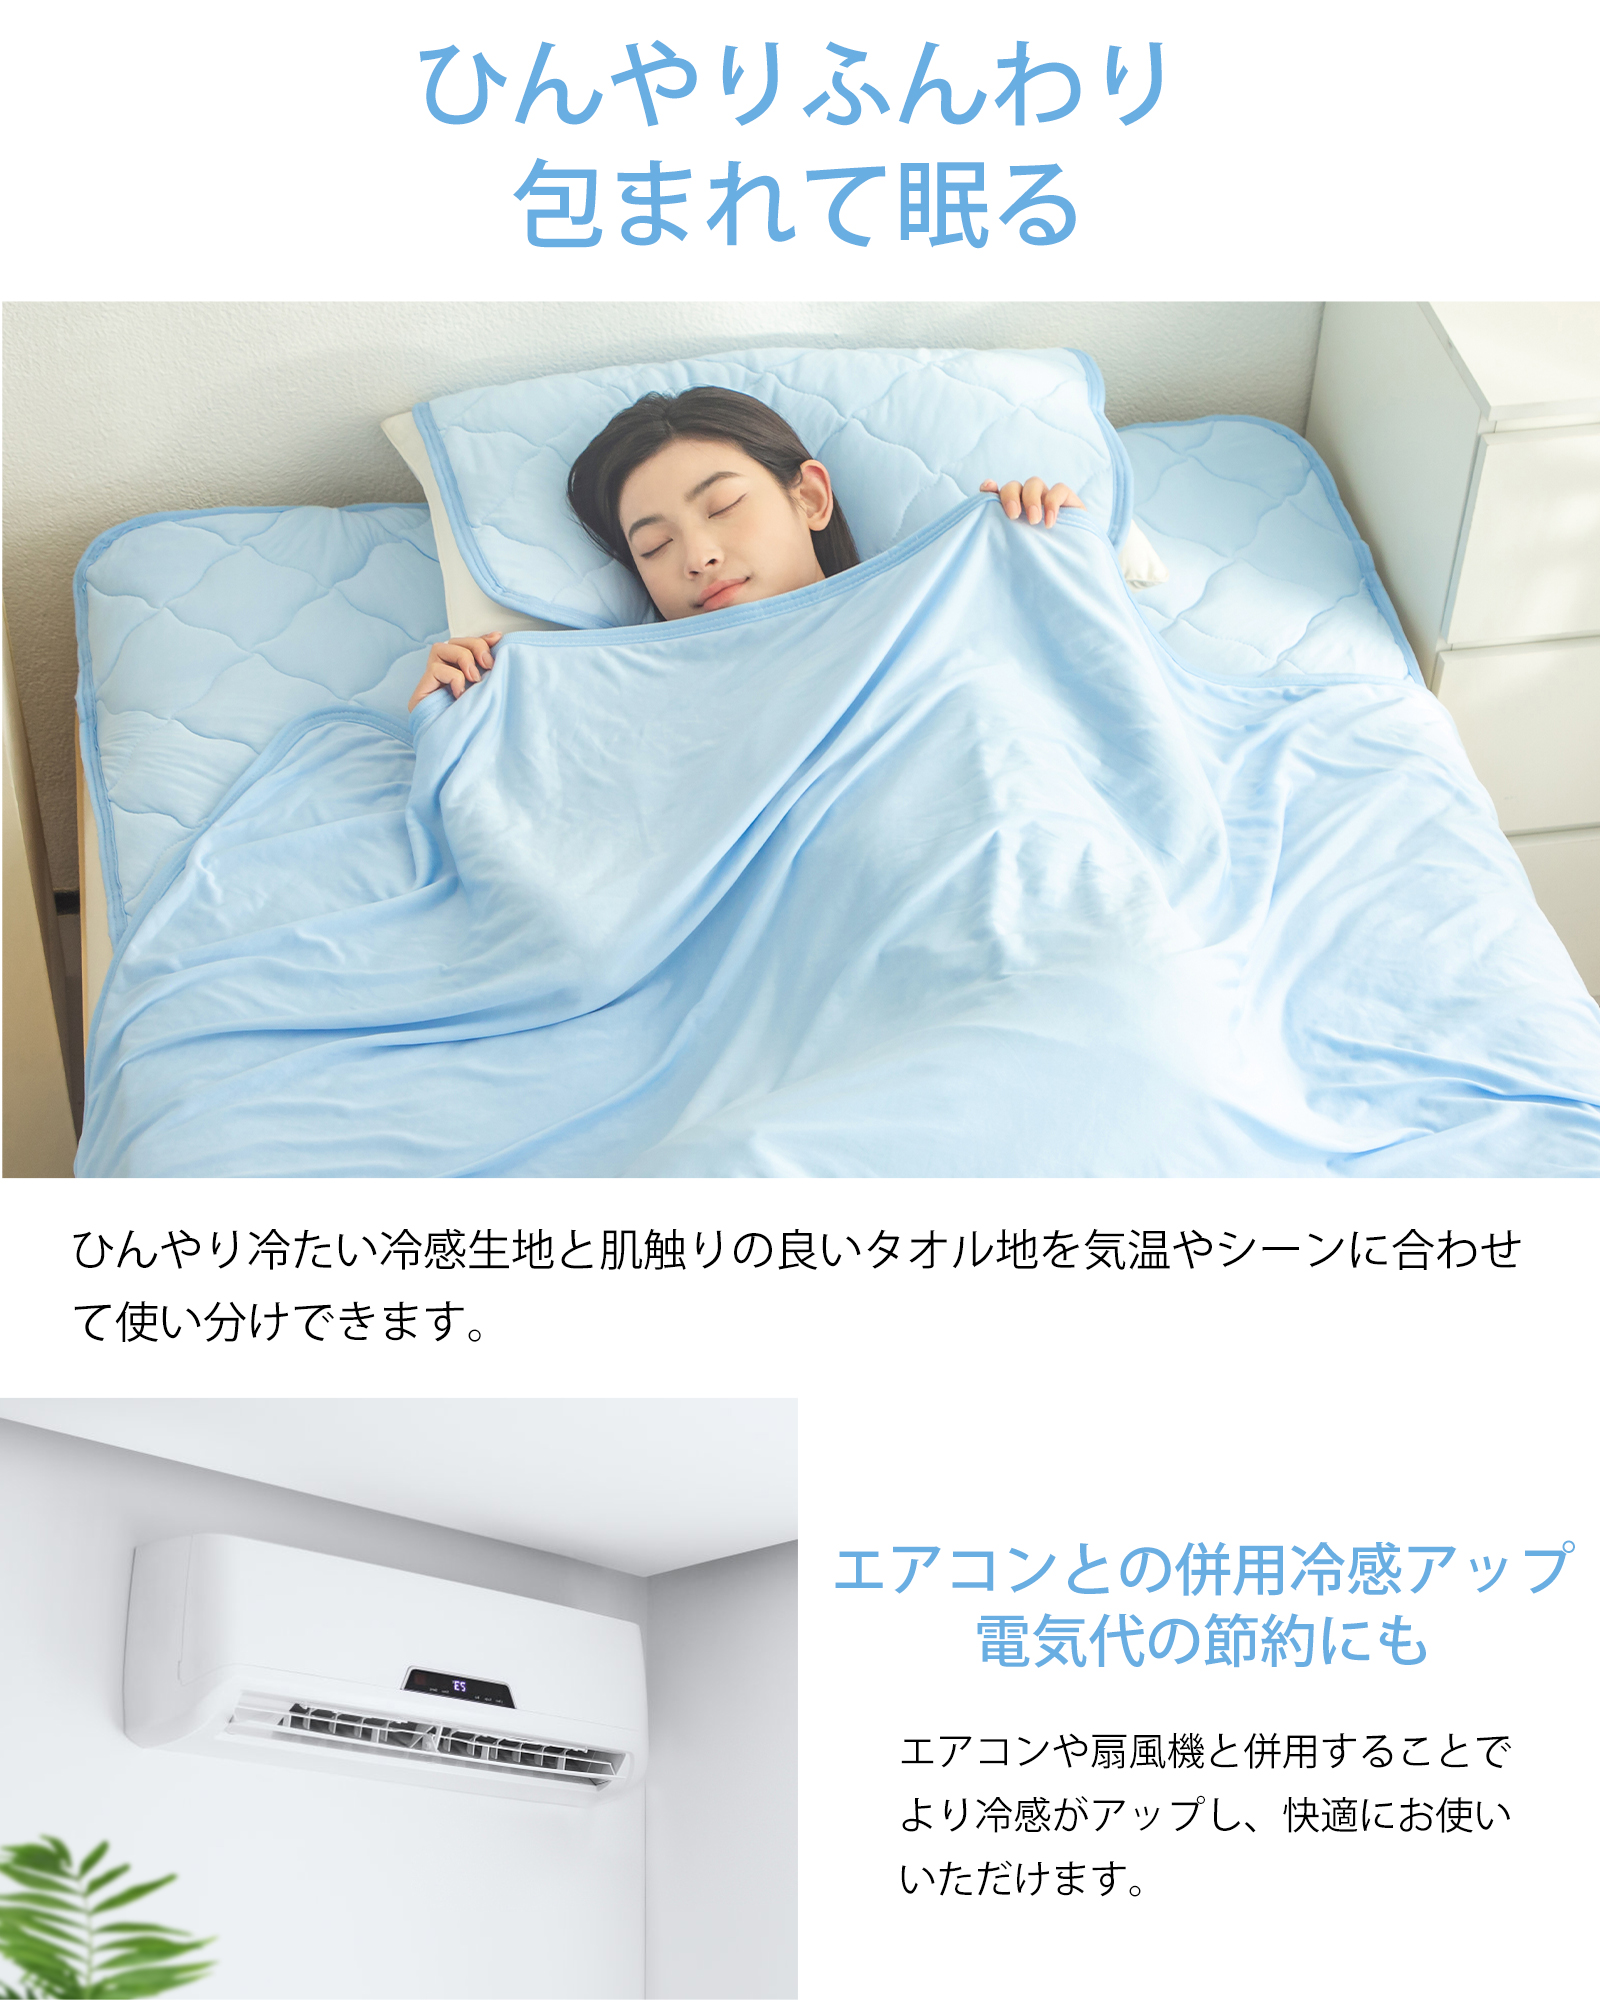 ひんやりふんわり
包まれて眠る
ひんやり冷たい冷感生地と肌触りの良いタオル地を気温やシーンに合わせ
て使い分けできます。
エアコンとの併用冷感アップ
電気代の節約にも
エアコンや扇風機と併用することで
より冷感がアップし、快適にお使い
いただけます。